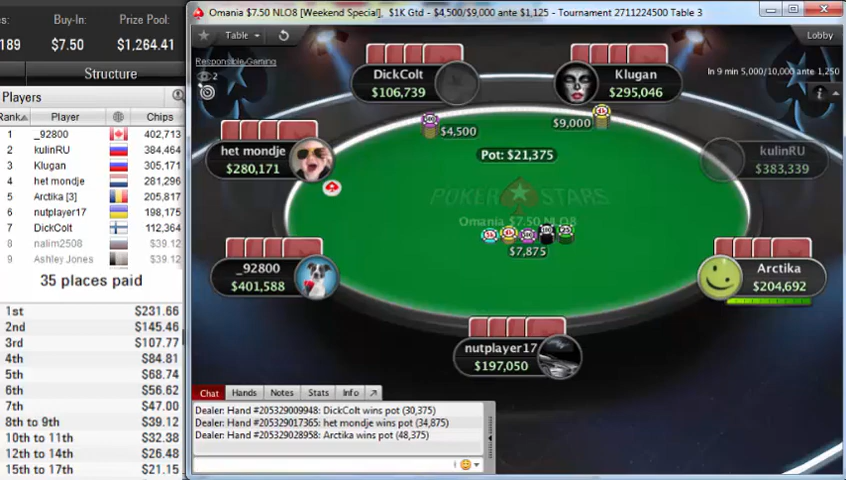 es:
Buy-In:
Prize Pool:
189
$7.50
$1,264.41
Structure
Players
Rank
Player
Chips
1 _92800 402,713
2 kulinRU 384,464
3 Klugan 305,171
4 het mondje 281,296
5 Arctika [3] 205,817
6 nutplayer17 198,175
7 DickColt 112,364
8 nalim2508 $39.12
9 Ashley Jones $39.12
35 places paid
1st $231.66
2nd $145.46
3rd $107.77
4th $84.81
5th $68.74
6th $56.62
7th $47.00
8th to 9th $39.12
10th to 11th $32.38
12th to 14th $26.48
15th to 17th $21.15
Omania $7.50 NLO8 [Weekend Special], $1K Gtd - $4,500/$9,000 ante $1,125 - Tournament 2711224500 Table 3
Table
Lobby
Responsible Gaming
2
In 9 min 5,000/10,000 ante 1,250
DickColt
$106,739
Klugan
$295,046
$4,500
$9,000
het mondje
$280,171
Pot: $21,375
kulinRU
$383,339
POKER STARS
Omania $7.50 NLO8
$7,875
_92800
$401,588
Arctika
$204,692
nutplayer17
$197,050
Chat Hands Notes Stats Info
Dealer: Hand #205329009948: DickColt wins pot (30,375)
Dealer: Hand #205329017365: het mondje wins pot (34,875)
Dealer: Hand #205329028958: Arctika wins pot (48,375)